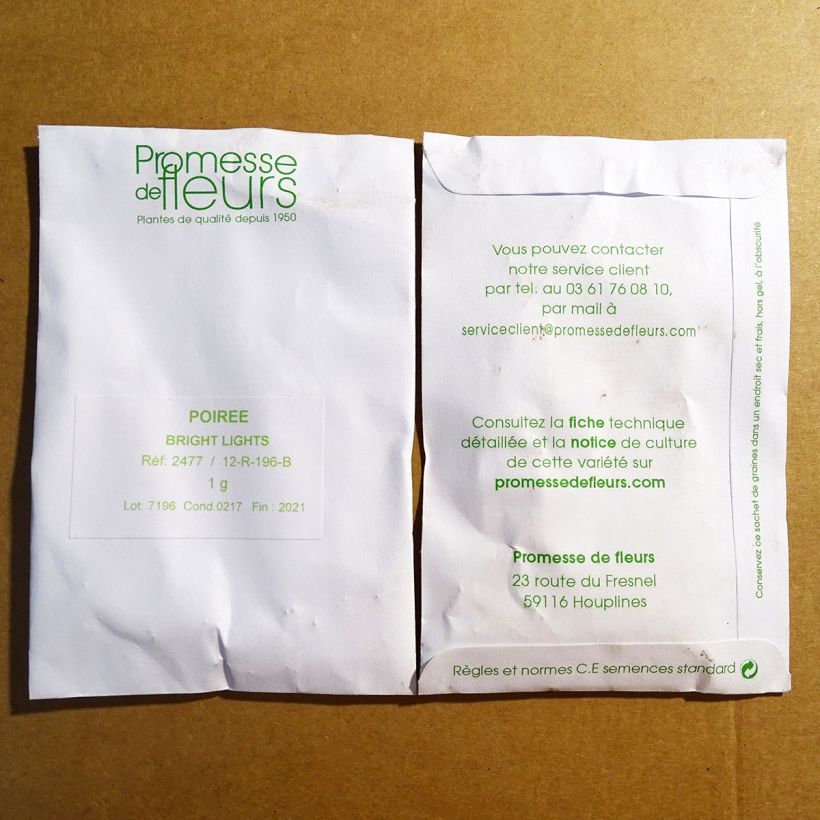 Promesse
de fleurs
Plantes de qualité depuis 1950
POIREE
BRIGHT LIGHTS
Réf: 2477 / 12-R-196-B
1 g
Lot: 7196 Cond.0217 Fin : 2021
Vous pouvez contacter
notre service client
par tel. au 03 61 76 08 10,
par mail à
serviceclient@promessedefleurs.com
Consultez la fiche technique
détaillée et la notice de culture
de cette variété sur
promessedefleurs.com
Promesse de fleurs
23 route du Fresnel
59116 Houplines
Règles et normes C.E semences standard
Conservez ce sachet de graines dans un endroit sec et frais, hors gel, à l'obscurité